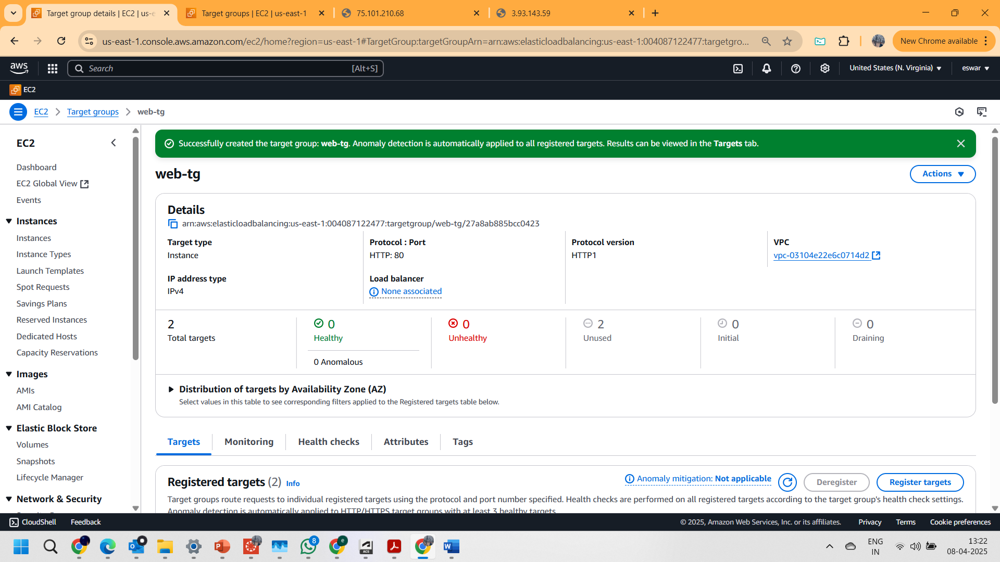 Target group details | EC2 | us-e
Target groups | EC2 | us-east-1
75.101.210.68
3.93.143.59
us-east-1.console.aws.amazon.com/ec2/home?region=us-east-1#TargetGroup:targetGroupArn=arn:aws:elasticloadbalancing:us-east-1:004087122477:targetgro...
New Chrome available
aws
Search
[Alt+S]
United States (N. Virginia)
eswar
EC2
EC2
Target groups
web-tg
EC2
Dashboard
EC2 Global View
Events
Instances
Instances
Instance Types
Launch Templates
Spot Requests
Savings Plans
Reserved Instances
Dedicated Hosts
Capacity Reservations
Images
AMIs
AMI Catalog
Elastic Block Store
Volumes
Snapshots
Lifecycle Manager
Network & Security
Successfully created the target group: web-tg. Anomaly detection is automatically applied to all registered targets. Results can be viewed in the Targets tab.
web-tg
Actions
Details
arn:aws:elasticloadbalancing:us-east-1:004087122477:targetgroup/web-tg/27a8ab885bcc0423
Target type
Instance
Protocol : Port
HTTP: 80
Protocol version
HTTP1
VPC
vpc-03104e22e6c0714d2
IP address type
IPv4
Load balancer
None associated
2
Total targets
0
Healthy
0 Anomalous
0
Unhealthy
2
Unused
0
Initial
0
Draining
Distribution of targets by Availability Zone (AZ)
Select values in this table to see corresponding filters applied to the Registered targets table below.
Targets
Monitoring
Health checks
Attributes
Tags
Registered targets (2) Info
Anomaly mitigation: Not applicable
Deregister
Register targets
Target groups route requests to individual registered targets using the protocol and port number specified. Health checks are performed on all registered targets according to the target group's health check settings.
Anomaly detection is automatically applied to HTTP/HTTPS target groups with at least 3 healthy targets.
CloudShell
Feedback
© 2025, Amazon Web Services, Inc. or its affiliates.
Privacy
Terms
Cookie preferences
8
e
ACS
ENG
IN
13:22
08-04-2025